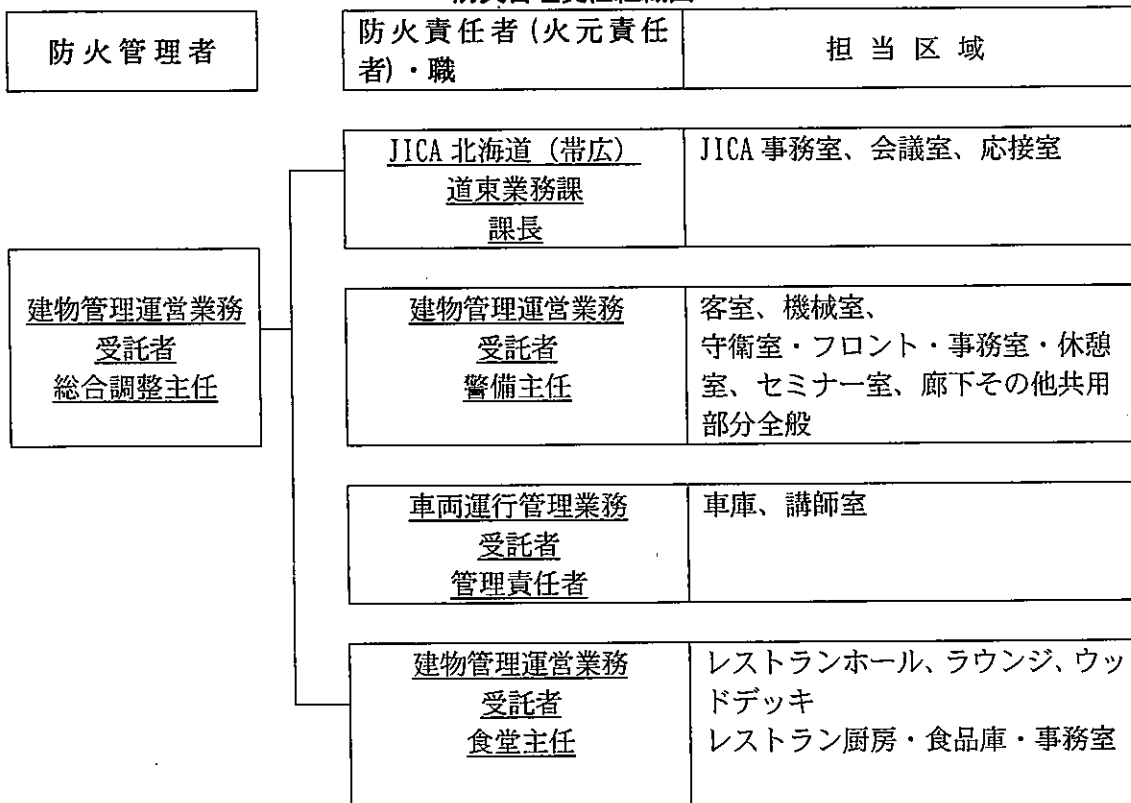 防火管理者
防火責任者(火元責任
者)・職
担当区域
JICA 北海道（帯広）
道東業務課
課長
JICA 事務室、会議室、応接室
建物管理運営業務
受託者
総合調整主任
建物管理運営業務
受託者
警備主任
客室、機械室、
守衛室・フロント・事務室・休憩
室、セミナー室、廊下その他共用
部分全般
車両運行管理業務
受託者
管理責任者
車庫、講師室
建物管理運営業務
受託者
食堂主任
レストランホール、ラウンジ、ウッ
ドデッキ
レストラン厨房・食品庫・事務室